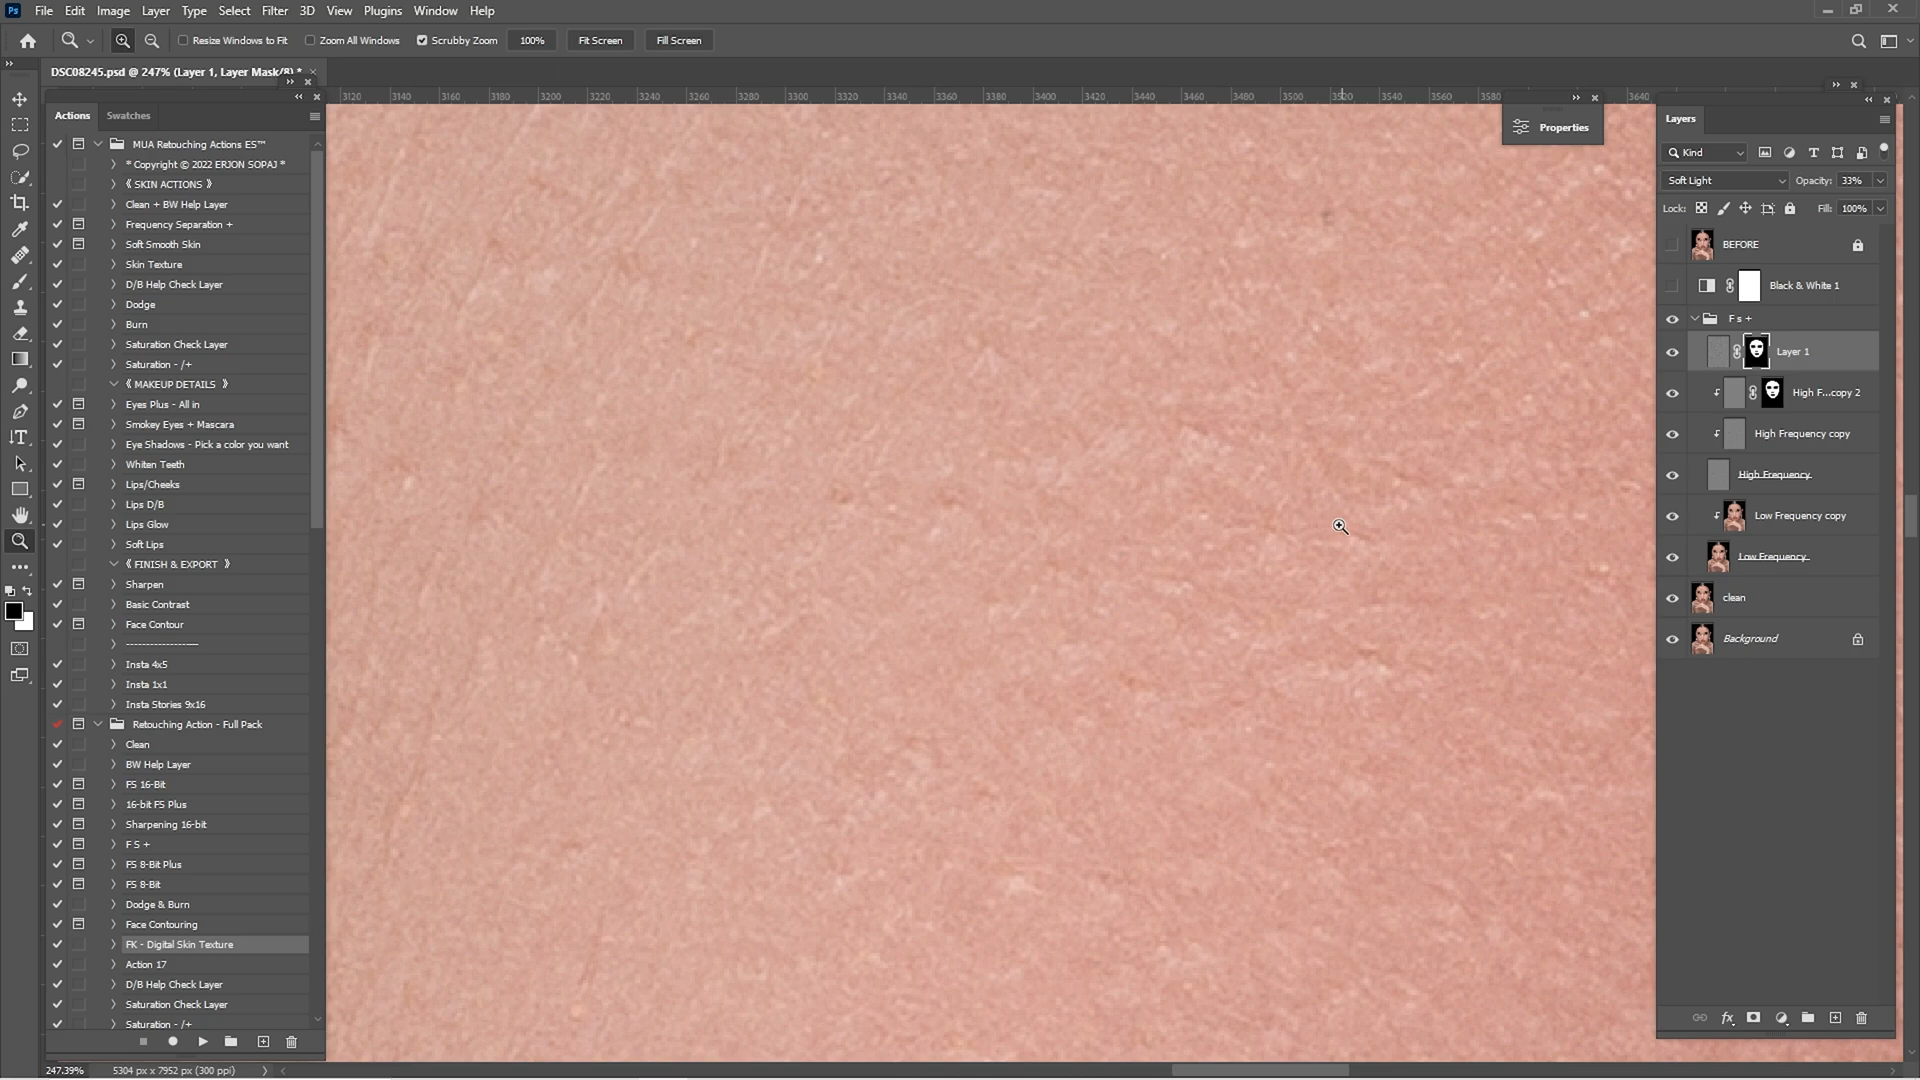 Ps File Edit Image Layer Type Select Filter 3D View Plugins Window Help
Resize Windows to Fit Zoom All Windows Scrubby Zoom 100% Fit Screen Fill Screen
DSC08245.psd @ 247% (Layer 1, Layer Mask/8) *
3120 3140 3160 3180 3200 3220 3240 3260 3280 3300 3320 3340 3360 3380 3400 3420 3440 3460 3480 3500 3520 3540 3560 3580 3640
Actions Swatches
MUA Retouching Actions ES™
* Copyright © 2022 ERJON SOPAJ *
《 SKIN ACTIONS 》
Clean + BW Help Layer
Frequency Separation +
Soft Smooth Skin
Skin Texture
D/B Help Check Layer
Dodge
Burn
Saturation Check Layer
Saturation - /+
《 MAKEUP DETAILS 》
Eyes Plus - All in
Smokey Eyes + Mascara
Eye Shadows - Pick a color you want
Whiten Teeth
Lips/Cheeks
Lips D/B
Lips Glow
Soft Lips
《 FINISH & EXPORT 》
Sharpen
Basic Contrast
Face Contour
--------------------
Insta 4x5
Insta 1x1
Insta Stories 9x16
Retouching Action - Full Pack
Clean
BW Help Layer
FS 16-Bit
16-bit FS Plus
Sharpening 16-bit
F S +
FS 8-Bit Plus
FS 8-Bit
Dodge & Burn
Face Contouring
FK - Digital Skin Texture
Action 17
D/B Help Check Layer
Saturation Check Layer
Saturation - /+
Properties
Layers
Kind
Soft Light Opacity: 33%
Lock: Fill: 100%
BEFORE
Black & White 1
F s +
Layer 1
High F...copy 2
High Frequency copy
High Frequency
Low Frequency copy
Low Frequency
clean
Background
247.39% 5304 px x 7952 px (300 ppi)